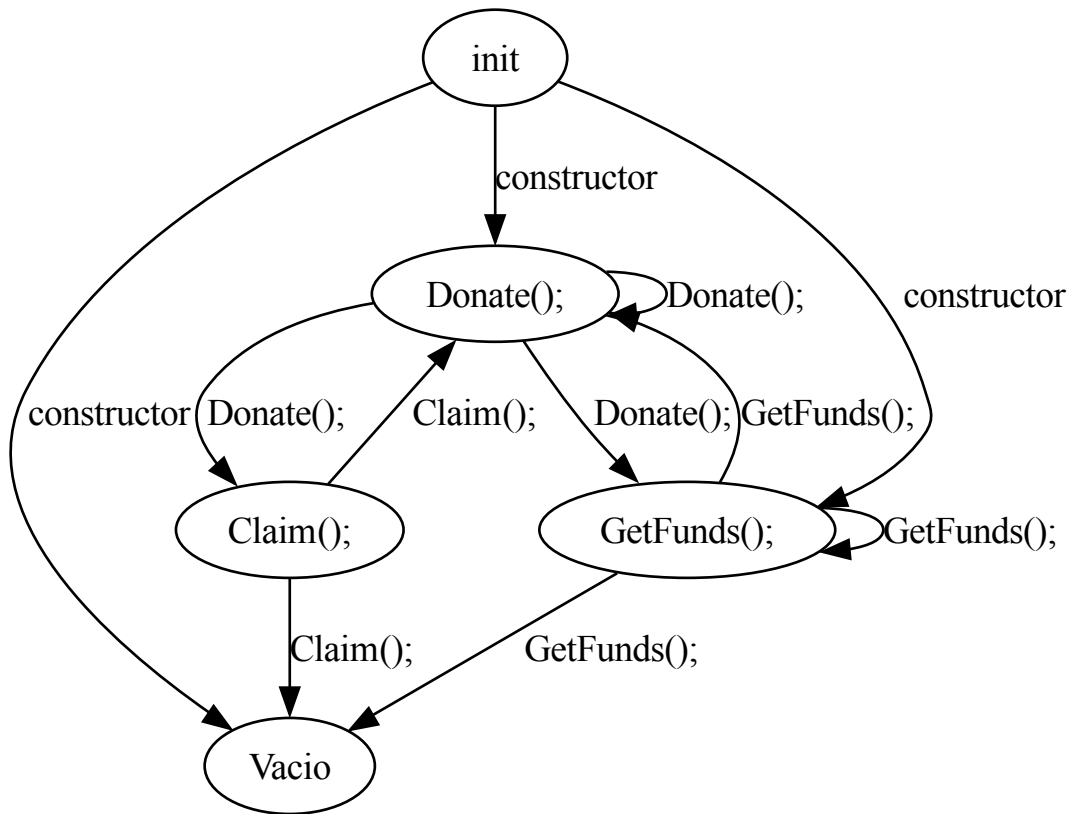 init
constructor
Donate();
Donate();
constructor
constructor
Donate();
Claim();
Donate();
GetFunds();
Claim();
GetFunds();
GetFunds();
Claim();
GetFunds();
Vacio